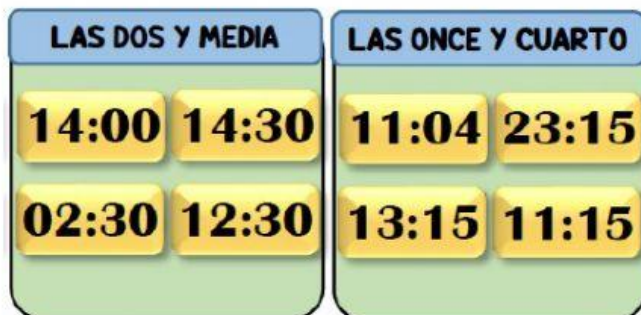 LAS DOS Y MEDIA
14:00 14:30
02:30 12:30
LAS ONCE Y CUARTO
11:04 23:15
13:15 11:15